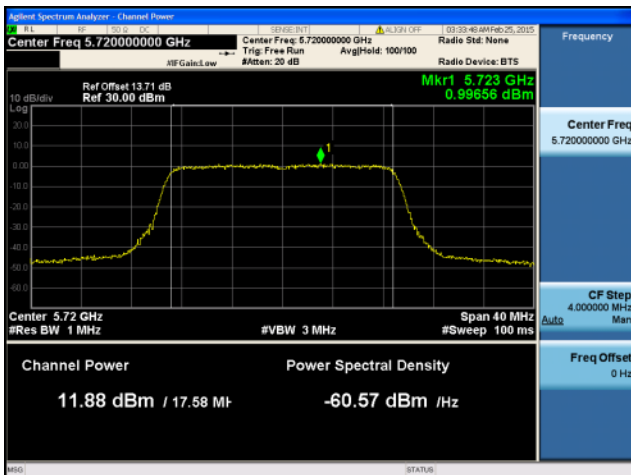 Agilent Spectrum Analyzer - Channel Power
RL RF 50 Ω DC SENSE:INT ALIGN OFF 03:33:48 AM Feb 25, 2015
Center Freq 5.720000000 GHz
Center Freq: 5.720000000 GHz Radio Std: None
Trig: Free Run Avg|Hold: 100/100
#IFGain:Low #Atten: 20 dB Radio Device: BTS
Frequency
Ref Offset 13.71 dB Mkr1 5.723 GHz
10 dB/div Ref 30.00 dBm 0.99656 dBm
Log
20.0
10.0
0.00
-10.0
-20.0
-30.0
-40.0
-50.0
-60.0
1
Center 5.72 GHz Span 40 MHz
#Res BW 1 MHz #VBW 3 MHz #Sweep 100 ms
Channel Power Power Spectral Density
11.88 dBm / 17.58 MH -60.57 dBm /Hz
Center Freq
5.720000000 GHz
CF Step
4.000000 MHz
Auto Man
Freq Offset
0 Hz
MSG STATUS